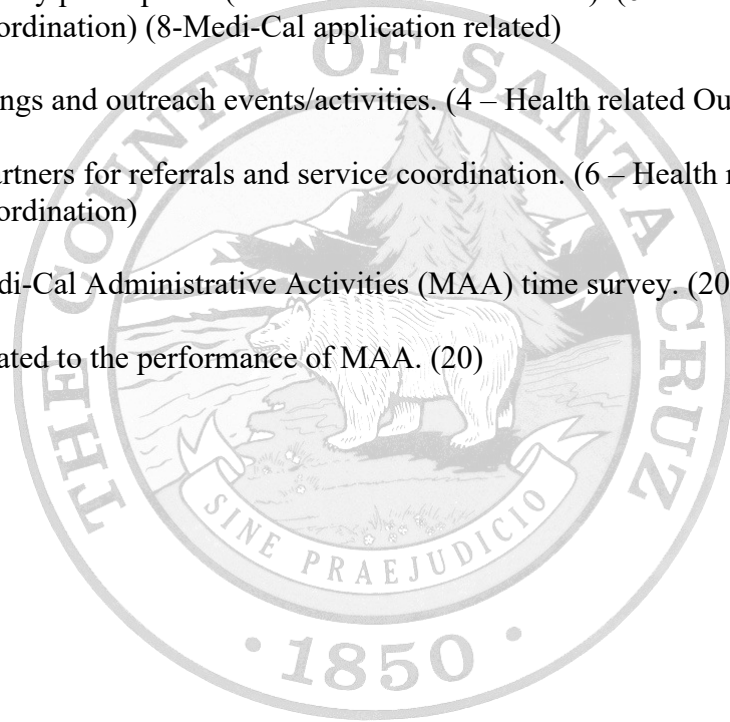 ordination) (8-Medi-Cal application related)
ngs and outreach events/activities. (4 – Health related Ou
artners for referrals and service coordination. (6 – Health r
ordination)
di-Cal Administrative Activities (MAA) time survey. (20
ated to the performance of MAA. (20)
THE COUNTY OF SANTA CRUZ
SINE PRAEJUDICIO
• 1850 •